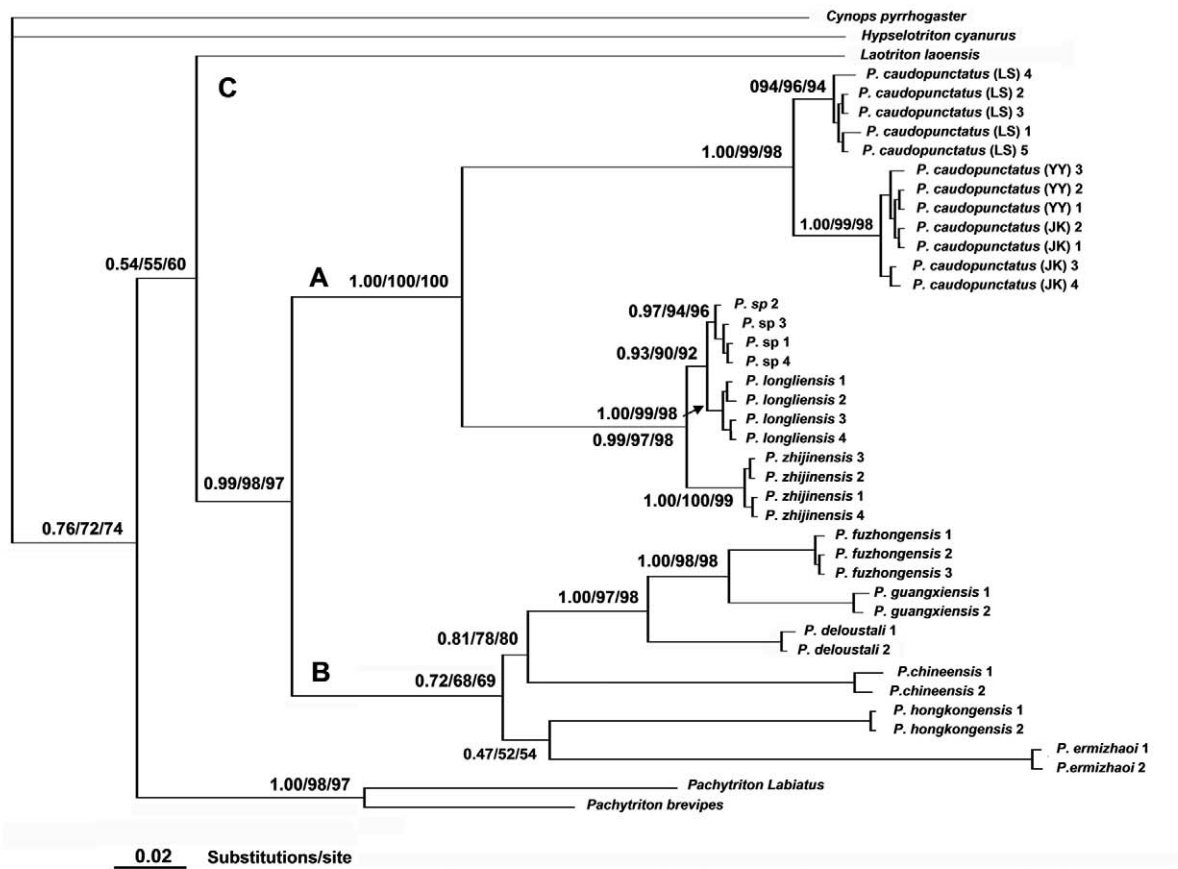 Cynops pyrrhogaster
Hypselotriton cyanurus
Laotriton laoensis
C
094/96/94
P. caudopunctatus (LS) 4
P. caudopunctatus (LS) 2
P. caudopunctatus (LS) 3
P. caudopunctatus (LS) 1
P. caudopunctatus (LS) 5
1.00/99/98
P. caudopunctatus (YY) 3
P. caudopunctatus (YY) 2
P. caudopunctatus (YY) 1
1.00/99/98
P. caudopunctatus (JK) 2
P. caudopunctatus (JK) 1
P. caudopunctatus (JK) 3
P. caudopunctatus (JK) 4
0.54/55/60
A
1.00/100/100
0.97/94/96
P. sp 2
P. sp 3
P. sp 1
P. sp 4
0.93/90/92
P. longliensis 1
P. longliensis 2
P. longliensis 3
P. longliensis 4
1.00/99/98
0.99/97/98
P. zhijinensis 3
P. zhijinensis 2
P. zhijinensis 1
P. zhijinensis 4
1.00/100/99
0.99/98/97
0.76/72/74
P. fuzhongensis 1
P. fuzhongensis 2
P. fuzhongensis 3
1.00/98/98
P. guangxiensis 1
P. guangxiensis 2
1.00/97/98
P. deloustali 1
P. deloustali 2
0.81/78/80
B
0.72/68/69
P.chineensis 1
P.chineensis 2
P. hongkongensis 1
P. hongkongensis 2
0.47/52/54
P. ermizhaoi 1
P.ermizhaoi 2
1.00/98/97
Pachytriton Labiatus
Pachytriton brevipes
0.02 Substitutions/site